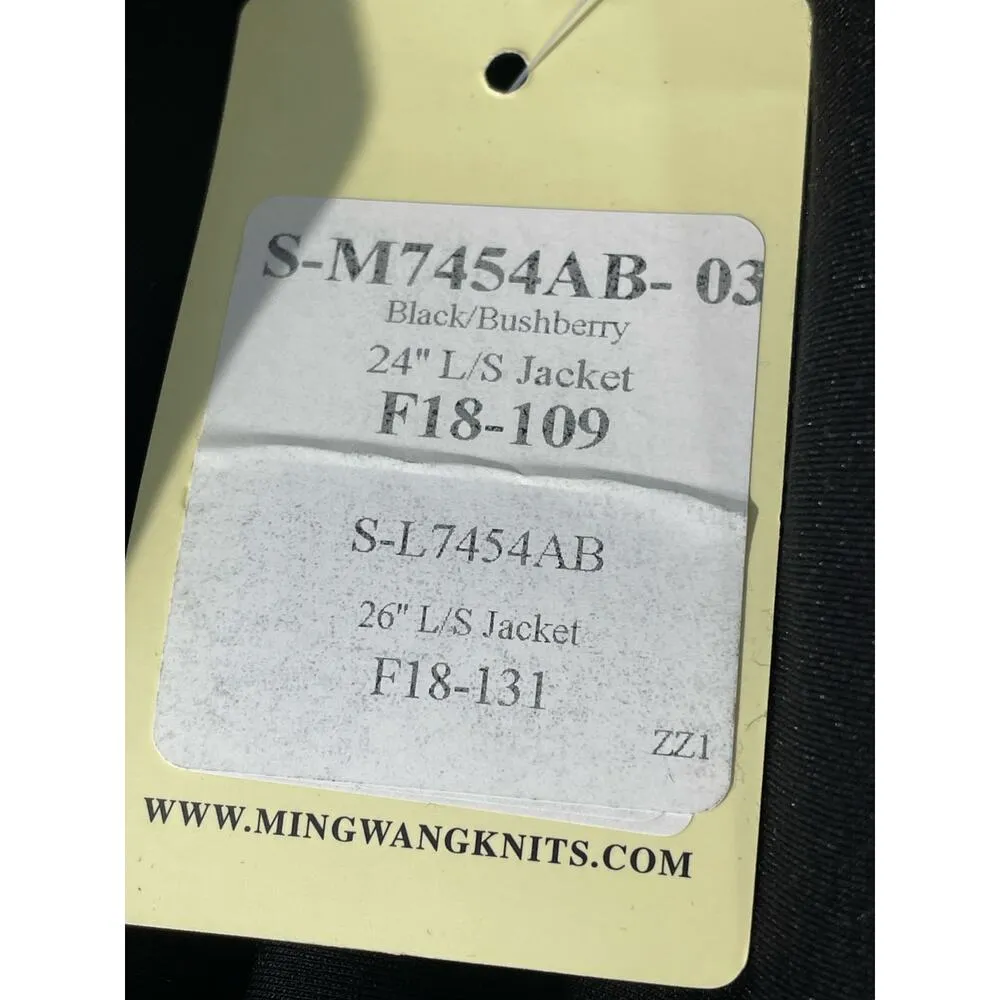 S-M7454AB- 03
Black/Bushberry
24" L/S Jacket
F18-109
S-L7454AB
26" L/S Jacket
F18-131
ZZ1
WWW.MINGWANGKNITS.COM